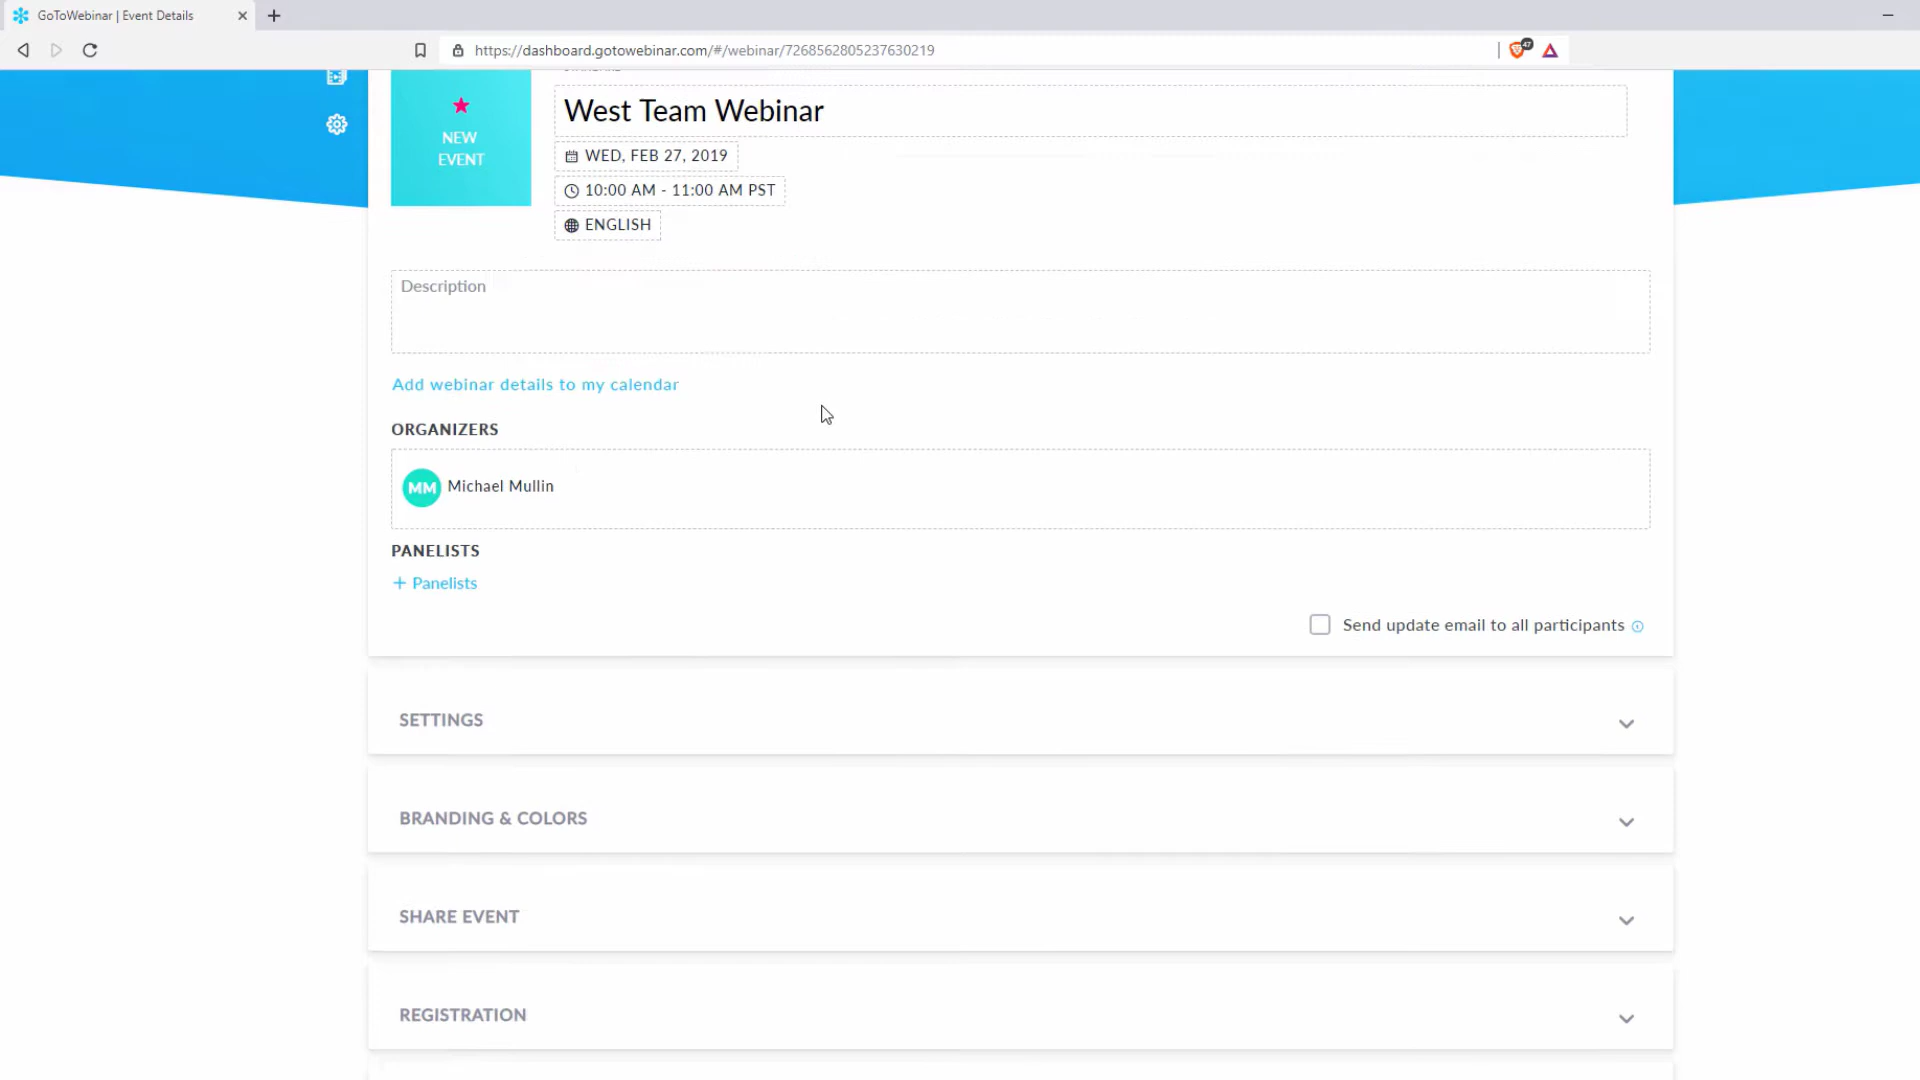 GoToWebinar | Event Details
https://dashboard.gotowebinar.com/#/webinar/7268562805237630219
47
NEW
EVENT
West Team Webinar
WED, FEB 27, 2019
10:00 AM - 11:00 AM PST
ENGLISH
Description
Add webinar details to my calendar
ORGANIZERS
MM Michael Mullin
PANELISTS
+ Panelists
Send update email to all participants
SETTINGS
BRANDING & COLORS
SHARE EVENT
REGISTRATION